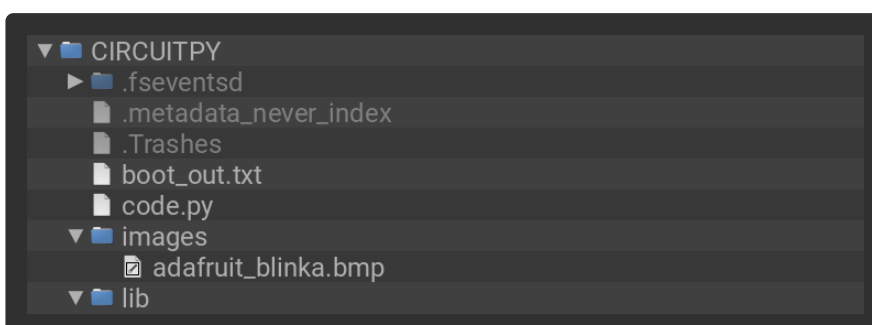 CIRCUITPY
.fseventsd
.metadata_never_index
.Trashes
boot_out.txt
code.py
images
adafruit_blinka.bmp
lib